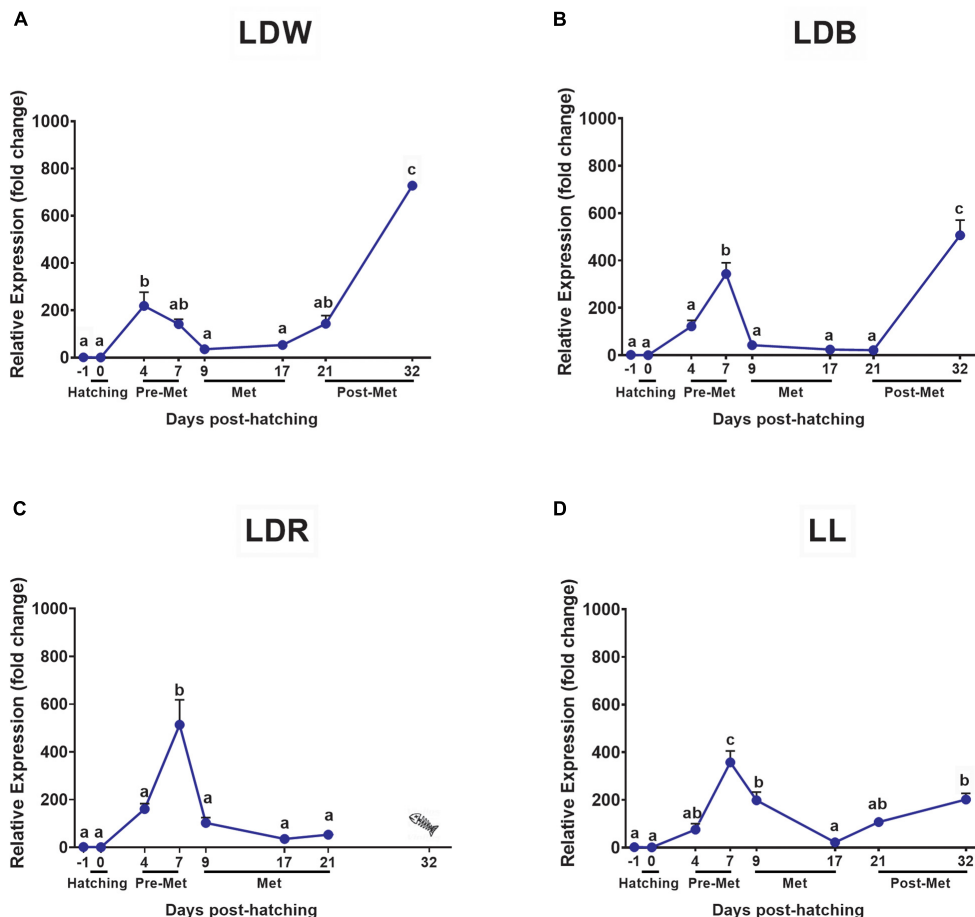 A
LDW
Relative Expression (fold change)
1000
800
600
400
200
0
a a b ab a a ab c
-1 0 4 7 9 17 21 32
Hatching Pre-Met Met Post-Met
Days post-hatching
B
LDB
Relative Expression (fold change)
1000
800
600
400
200
0
a a a b a a a c
-1 0 4 7 9 17 21 32
Hatching Pre-Met Met Post-Met
Days post-hatching
C
LDR
Relative Expression (fold change)
1000
800
600
400
200
0
a a a b a a a
-1 0 4 7 9 17 21 32
Hatching Pre-Met Met
Days post-hatching
D
LL
Relative Expression (fold change)
1000
800
600
400
200
0
a a ab c b a ab b
-1 0 4 7 9 17 21 32
Hatching Pre-Met Met Post-Met
Days post-hatching